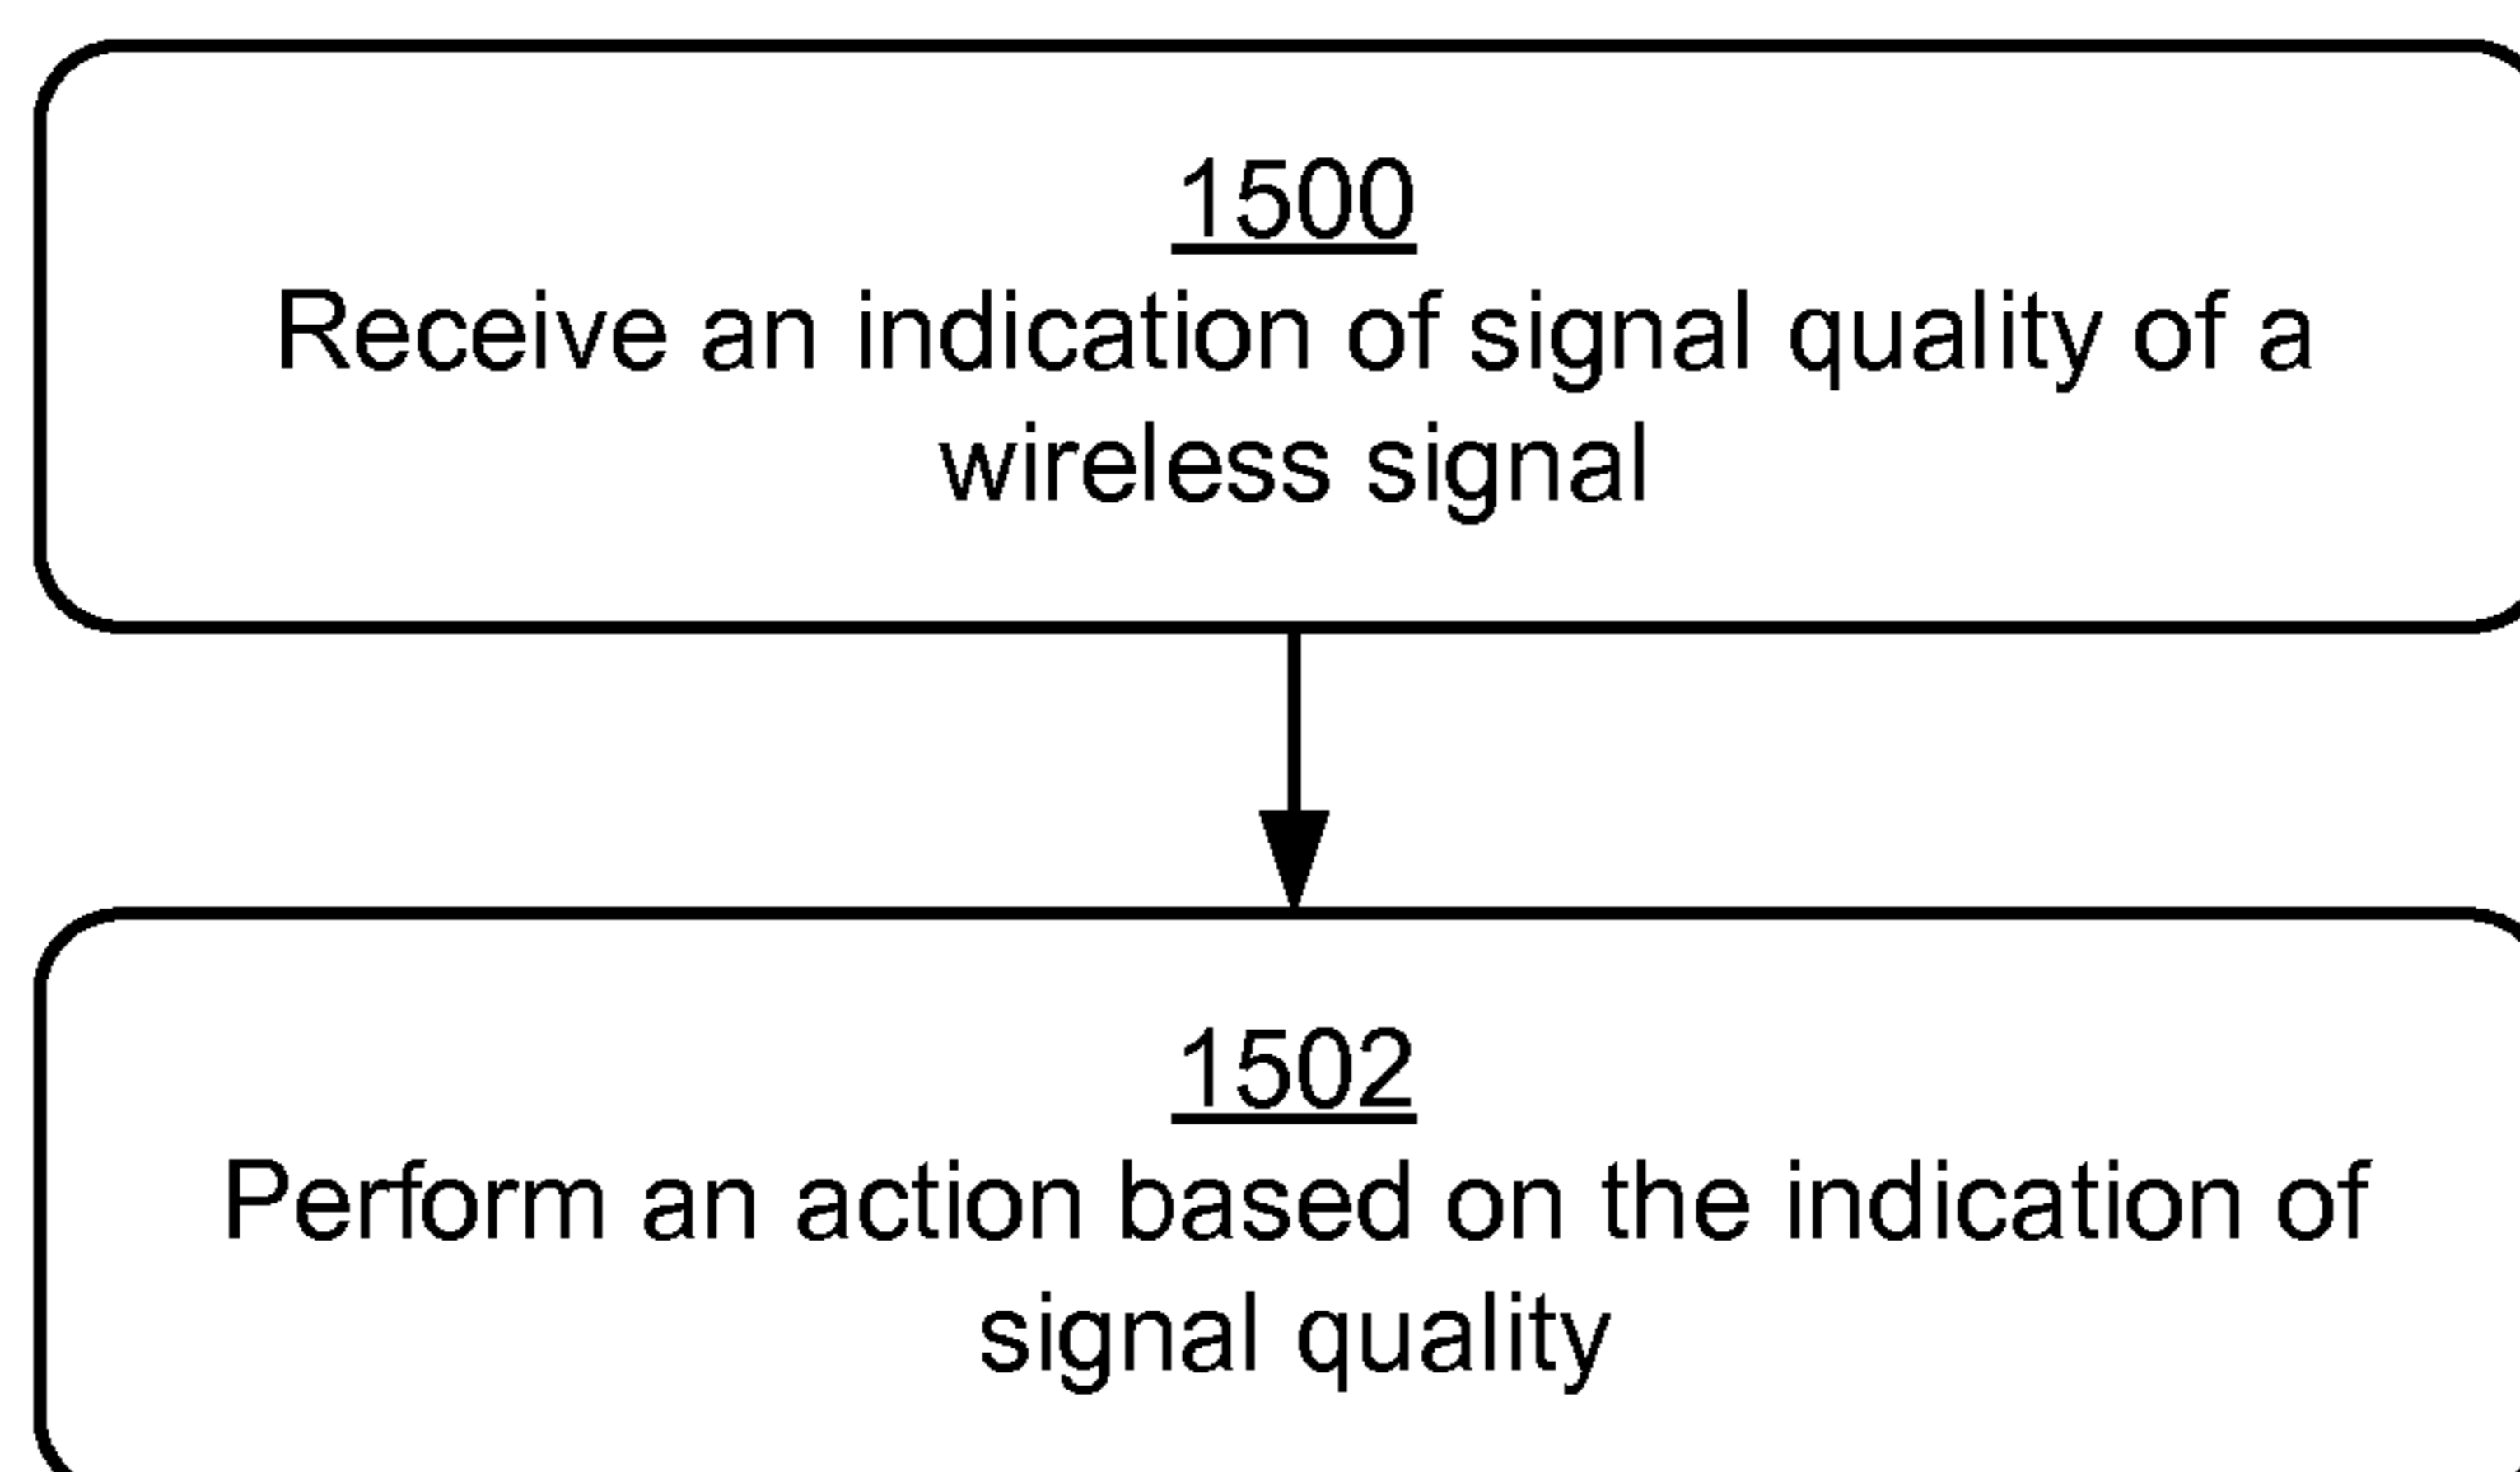 1500
Receive an indication of signal quality of a
wireless signal
1502
Perform an action based on the indication of
signal quality